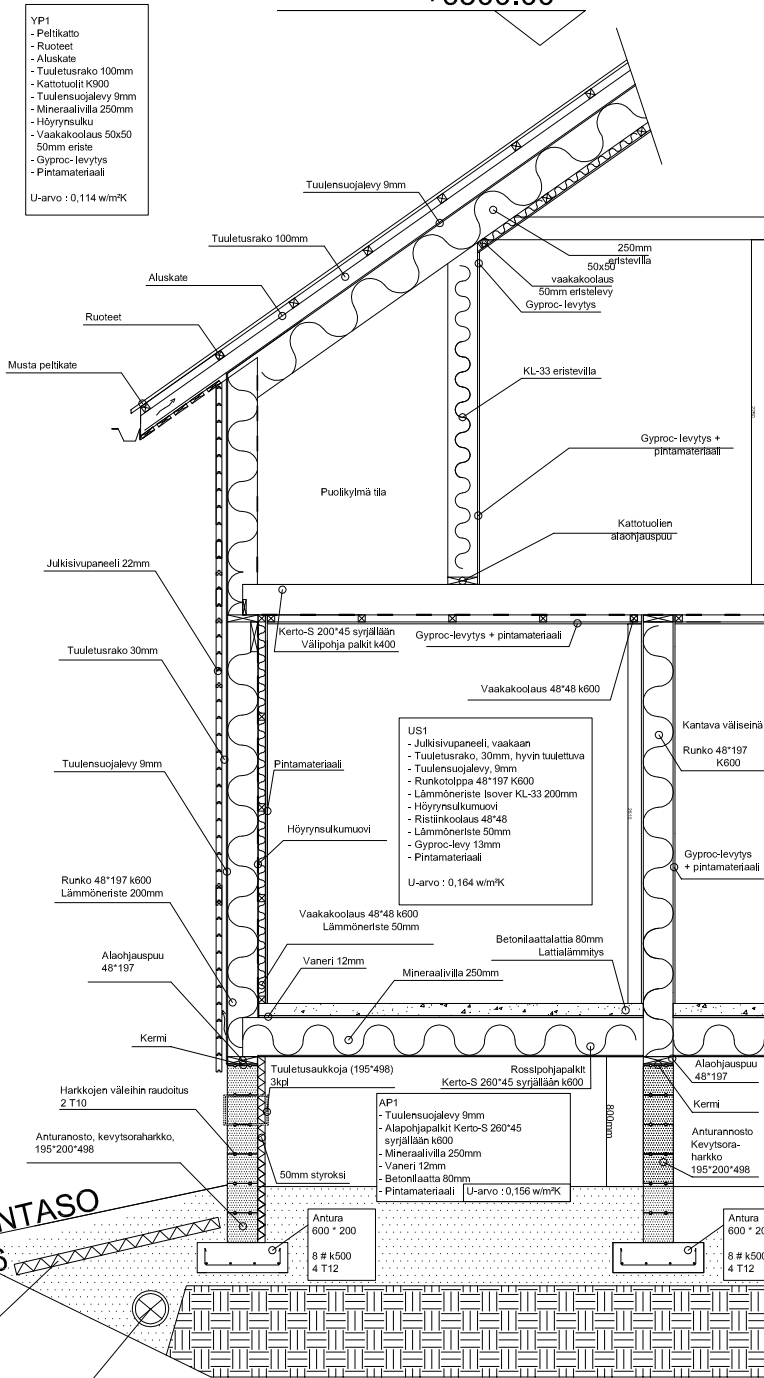 YP1
- Peltikatto
- Ruoteet
- Aluskate
- Tuuletusrako 100mm
- Kattotuolit K900
- Tuulensuojalevy 9mm
- Mineraalivilla 250mm
- Höyrynsulku
- Vaakakoolaus 50x50
50mm eriste
- Gyproc- levytys
- Pintamateriaali
U-arvo : 0,114 w/m²K
Tuulensuojalevy 9mm
Tuuletusrako 100mm
Aluskate
Ruoteet
Musta peltikate
250mm
eristevilla
50x50
vaakakoolaus
50mm eristelevy
Gyproc- levytys
KL-33 eristevilla
Gyproc- levytys +
pintamateriaali
Puolikylmä tila
Kattotuolien
alaohjauspuu
Julkisivupaneeli 22mm
Kerto-S 200*45 syrjällään
Välipohja palkit k400
Gyproc-levytys + pintamateriaali
Tuuletusrako 30mm
Vaakakoolaus 48*48 k600
Kantava väliseinä
Runko 48*197
K600
US1
- Julkisivupaneeli, vaakaan
- Tuuletusrako, 30mm, hyvin tuulettuva
- Tuulensuojalevy, 9mm
- Runkotolppa 48*197 K600
- Lämmöneriste Isover KL-33 200mm
- Höyrynsulkumuovi
- Ristiinkoolaus 48*48
- Lämmöneriste 50mm
- Gyproc-levy 13mm
- Pintamateriaali
U-arvo : 0,164 w/m²K
Tuulensuojalevy 9mm
Pintamateriaali
2510
Höyrynsulkumuovi
Gyproc-levytys
+ pintamateriaali
Runko 48*197 k600
Lämmöneriste 200mm
Vaakakoolaus 48*48 k600
Lämmöneriste 50mm
Alaohjauspuu
48*197
Vaneri 12mm
Mineraalivilla 250mm
Betonilaattalattia 80mm
Lattialämmitys
Kermi
Tuuletusaukkoja (195*498)
3kpl
Rossipohjapalkit
Kerto-S 260*45 syrjällään k600
Alaohjauspuu
48*197
Kermi
Harkkojen väleihin raudoitus
2 T10
Anturanosto, kevytsoraharkko,
195*200*498
AP1
- Tuulensuojalevy 9mm
- Alapohjapalkit Kerto-S 260*45
syrjällään k600
- Mineraalivilla 250mm
- Vaneri 12mm
- Betonilaatta 80mm
- Pintamateriaali
U-arvo : 0,156 w/m²K
800mm
Anturannosto
Kevytsora-
harkko
195*200*498
50mm styroksi
NTASO
Antura
600 * 200
8 # k500
4 T12
Antura
600 * 20
8 # k500
4 T12